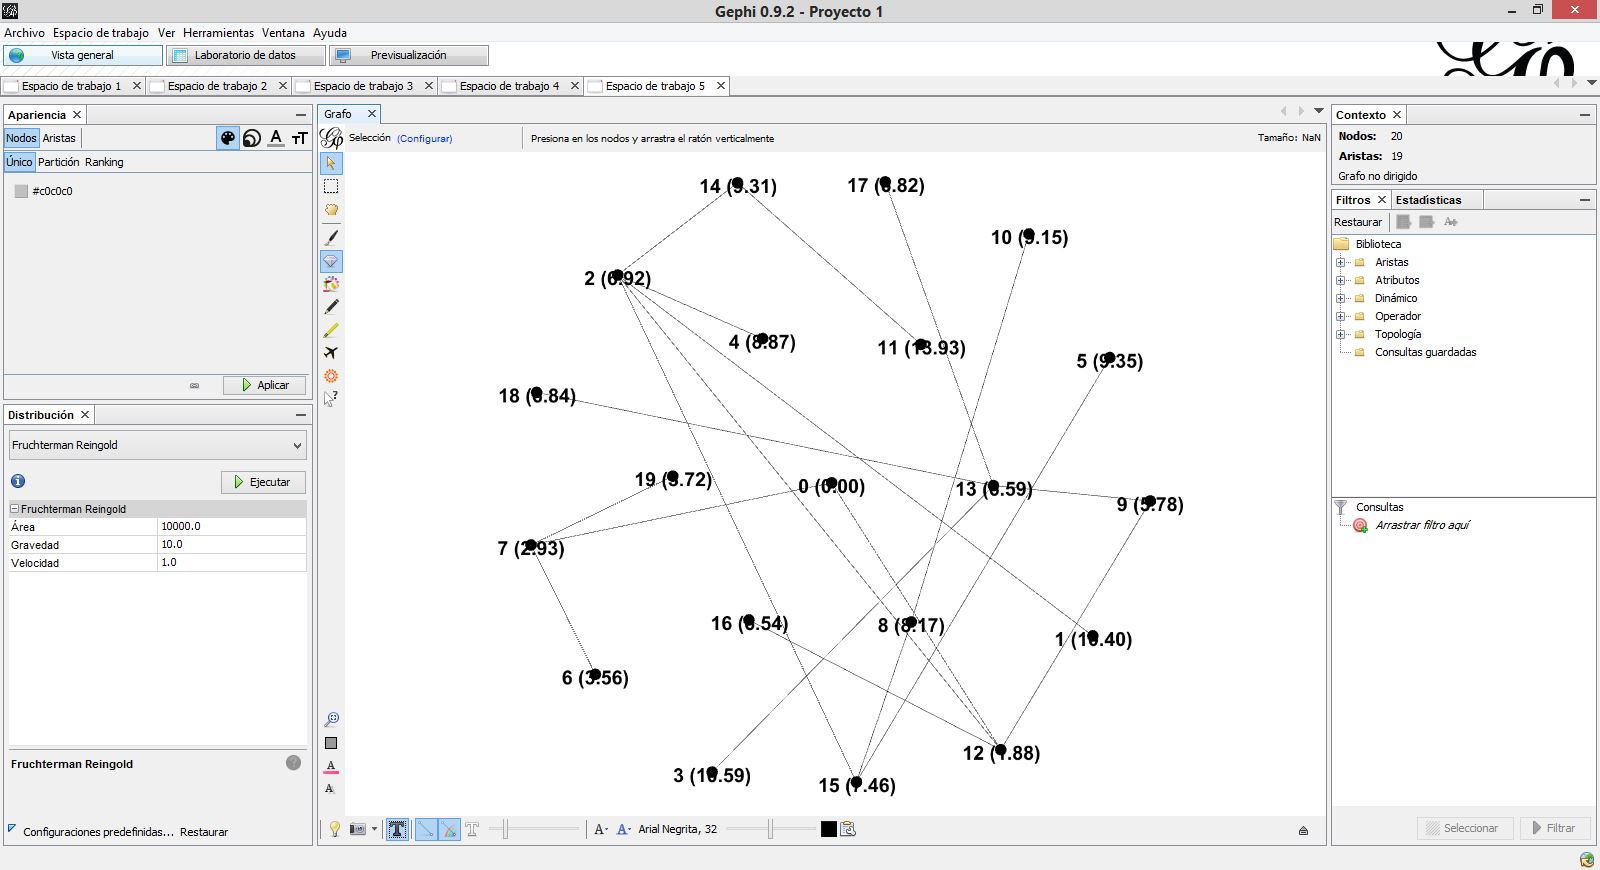 Gephi 0.9.2 - Proyecto 1
Archivo Espacio de trabajo Ver Herramientas Ventana Ayuda
Vista general Laboratorio de datos Previsualización
Espacio de trabajo 1 Espacio de trabajo 2 Espacio de trabajo 3 Espacio de trabajo 4 Espacio de trabajo 5
Apariencia
Nodos Aristas
Único Partición Ranking
#c0c0c0
Aplicar
Distribución
Fruchterman Reingold
Ejecutar
Fruchterman Reingold
Área 10000.0
Gravedad 10.0
Velocidad 1.0
Fruchterman Reingold
Configuraciones predefinidas... Restaurar
Grafo
Selección (Configurar) Presiona en los nodos y arrastra el ratón verticalmente Tamaño: NaN
14 ( .31) 17 ( .82)
10 ( .15)
2 (6.92)
4 (8.87) 11 (13.93) 5 (9.35)
18 ( .84)
19 ( .72) 0 (0.00) 13 (6.59) 9 (5.78)
7 (2.93)
16 ( .54) 8 (8.17) 1 (10.40)
6 (3.56)
12 (1.88)
3 (10.59) 15 (7.46)
Arial Negrita, 32
Contexto
Nodos: 20
Aristas: 19
Grafo no dirigido
Filtros Estadísticas
Restaurar
Biblioteca
Aristas
Atributos
Dinámico
Operador
Topología
Consultas guardadas
Consultas
Arrastrar filtro aquí
Seleccionar Filtrar